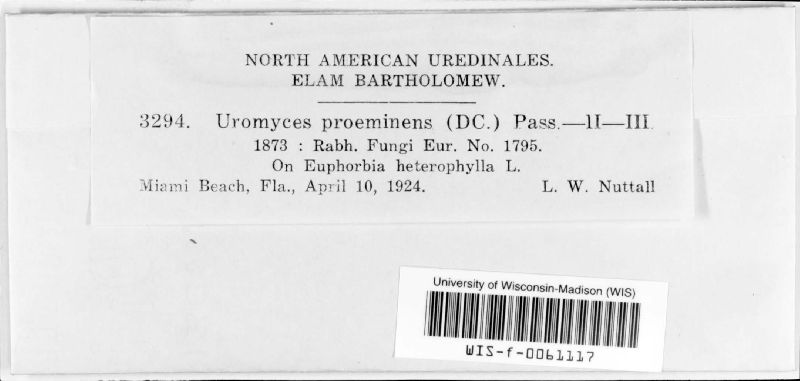 NORTH AMERICAN UREDINALES.
ELAM BARTHOLOMEW.
3294. Uromyces proeminens (DC.) Pass.—II—III.
1873 : Rabh. Fungi Eur. No. 1795.
On Euphorbia heterophylla L.
Miami Beach, Fla., April 10, 1924. L. W. Nuttall
University of Wisconsin-Madison (WIS)
WIS-f-0061117